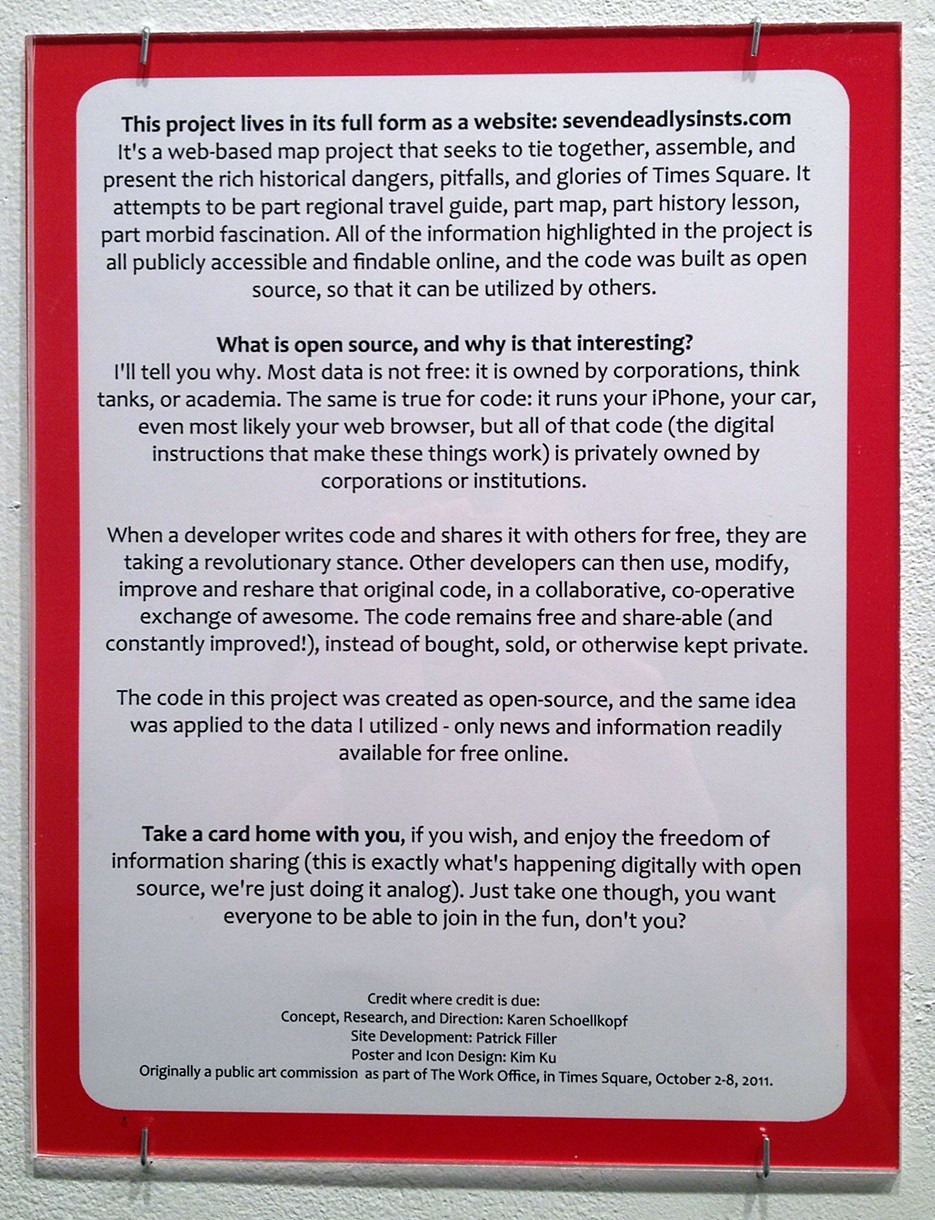 This project lives in its full form as a website: sevendeadlysinsts.com
It's a web-based map project that seeks to tie together, assemble, and
present the rich historical dangers, pitfalls, and glories of Times Square. It
attempts to be part regional travel guide, part map, part history lesson,
part morbid fascination. All of the information highlighted in the project is
all publicly accessible and findable online, and the code was built as open
source, so that it can be utilized by others.
What is open source, and why is that interesting?
I'll tell you why. Most data is not free: it is owned by corporations, think
tanks, or academia. The same is true for code: it runs your iPhone, your car,
even most likely your web browser, but all of that code (the digital
instructions that make these things work) is privately owned by
corporations or institutions.
When a developer writes code and shares it with others for free, they are
taking a revolutionary stance. Other developers can then use, modify,
improve and reshare that original code, in a collaborative, co-operative
exchange of awesome. The code remains free and share-able (and
constantly improved!), instead of bought, sold, or otherwise kept private.
The code in this project was created as open-source, and the same idea
was applied to the data I utilized - only news and information readily
available for free online.
Take a card home with you, if you wish, and enjoy the freedom of
information sharing (this is exactly what's happening digitally with open
source, we're just doing it analog). Just take one though, you want
everyone to be able to join in the fun, don't you?
Credit where credit is due:
Concept, Research, and Direction: Karen Schoellkopf
Site Development: Patrick Filler
Poster and Icon Design: Kim Ku
Originally a public art commission as part of The Work Office, in Times Square, October 2-8, 2011.